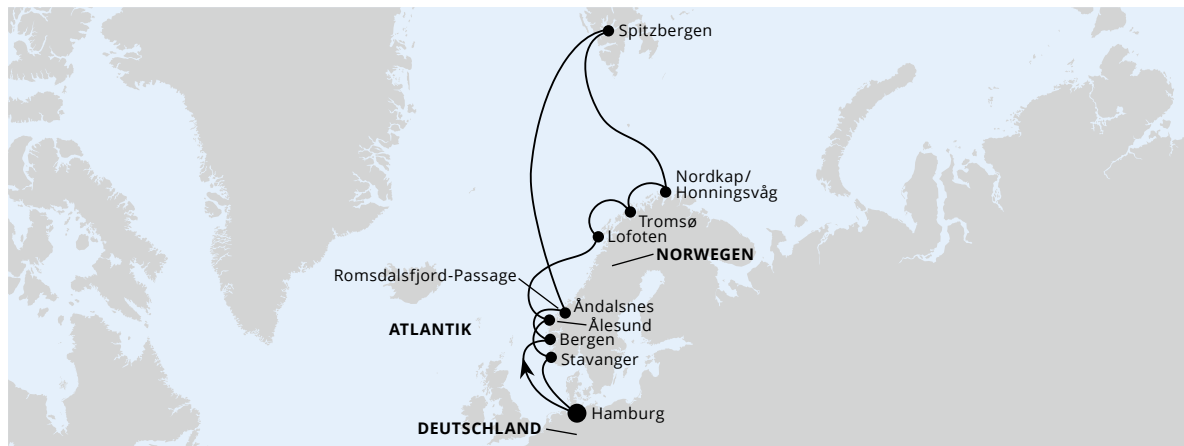 Spitzbergen
Nordkap/
Honningsvåg
Tromsø
Lofoten
NORWEGEN
Romsdalsfjord-Passage
Åndalsnes
Ålesund
ATLANTIK
Bergen
Stavanger
Hamburg
DEUTSCHLAND